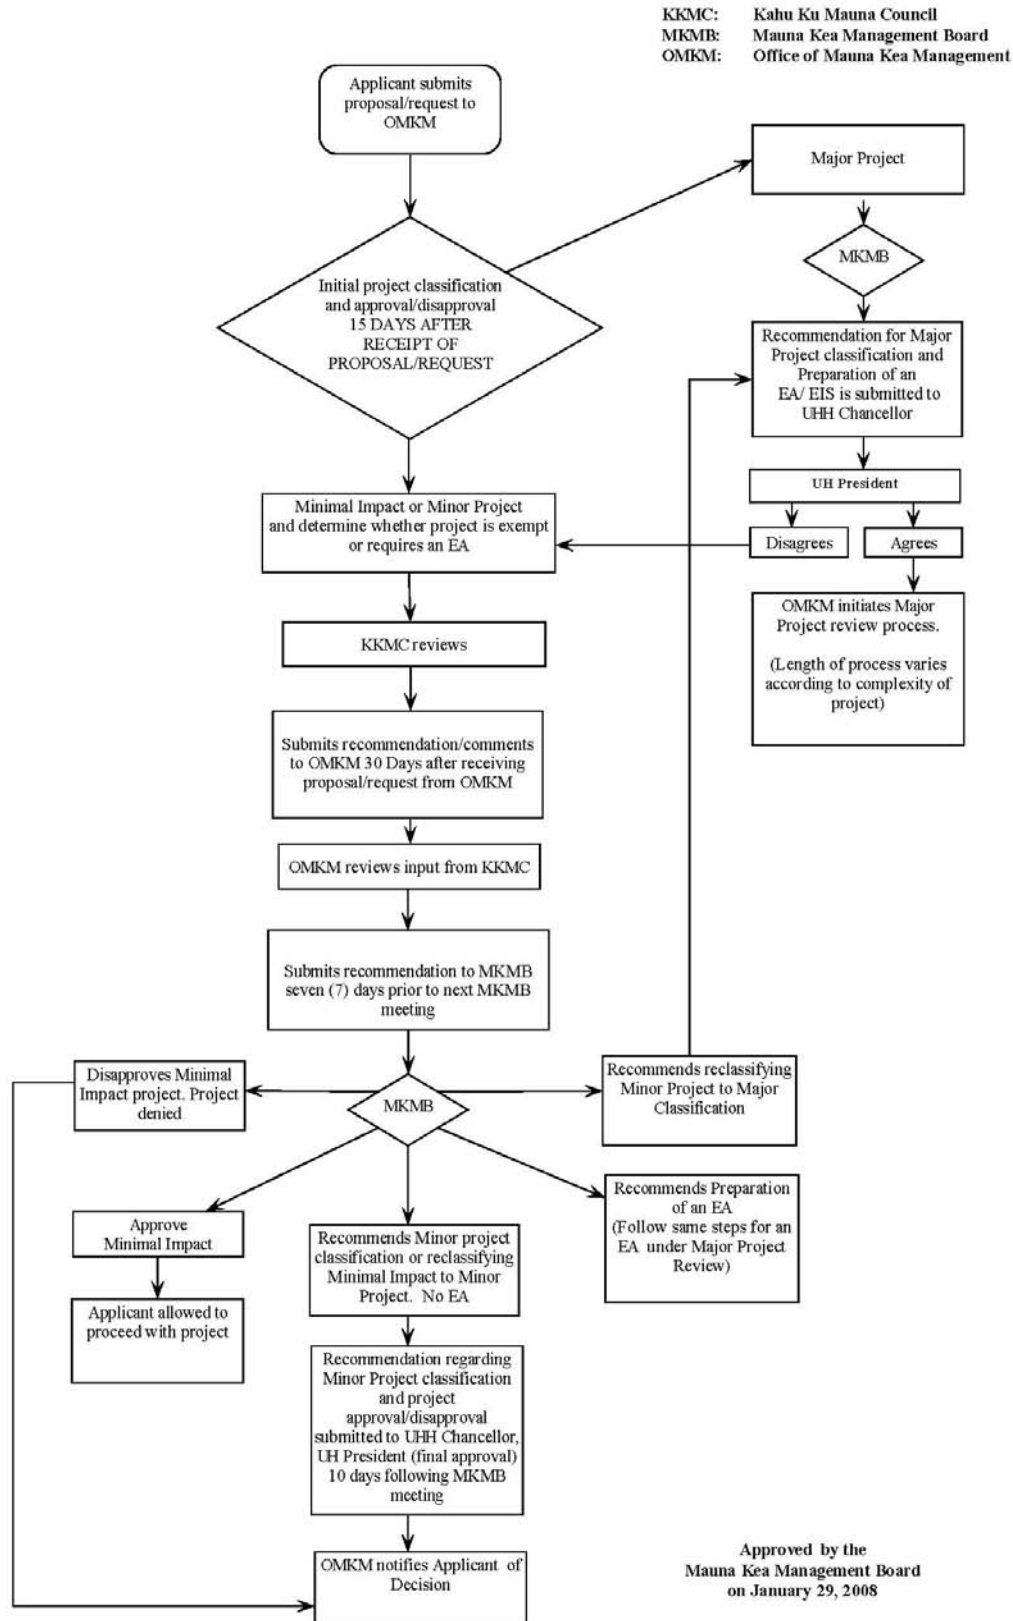 KKMC: Kahu Ku Mauna Council
MKMB: Mauna Kea Management Board
OMKM: Office of Mauna Kea Management
Applicant submits
proposal/request to
OMKM
Major Project
MKMB
Initial project classification
and approval/disapproval
15 DAYS AFTER
RECEIPT OF
PROPOSAL/REQUEST
Recommendation for Major
Project classification and
Preparation of an
EA/ EIS is submitted to
UHH Chancellor
UH President
Disagrees
Agrees
OMKM initiates Major
Project review process.
(Length of process varies
according to complexity of
project)
Minimal Impact or Minor Project
and determine whether project is exempt
or requires an EA
KKMC reviews
Submits recommendation/comments
to OMKM 30 Days after receiving
proposal/request from OMKM
OMKM reviews input from KKMC
Submits recommendation to MKMB
seven (7) days prior to next MKMB
meeting
MKMB
Disapproves Minimal
Impact project. Project
denied
Recommends reclassifying
Minor Project to Major
Classification
Approve
Minimal Impact
Applicant allowed to
proceed with project
Recommends Minor project
classification or reclassifying
Minimal Impact to Minor
Project. No EA
Recommends Preparation
of an EA
(Follow same steps for an
EA under Major Project
Review)
Recommendation regarding
Minor Project classification
and project
approval/disapproval
submitted to UHH Chancellor,
UH President (final approval)
10 days following MKMB
meeting
OMKM notifies Applicant of
Decision
Approved by the
Mauna Kea Management Board
on January 29, 2008